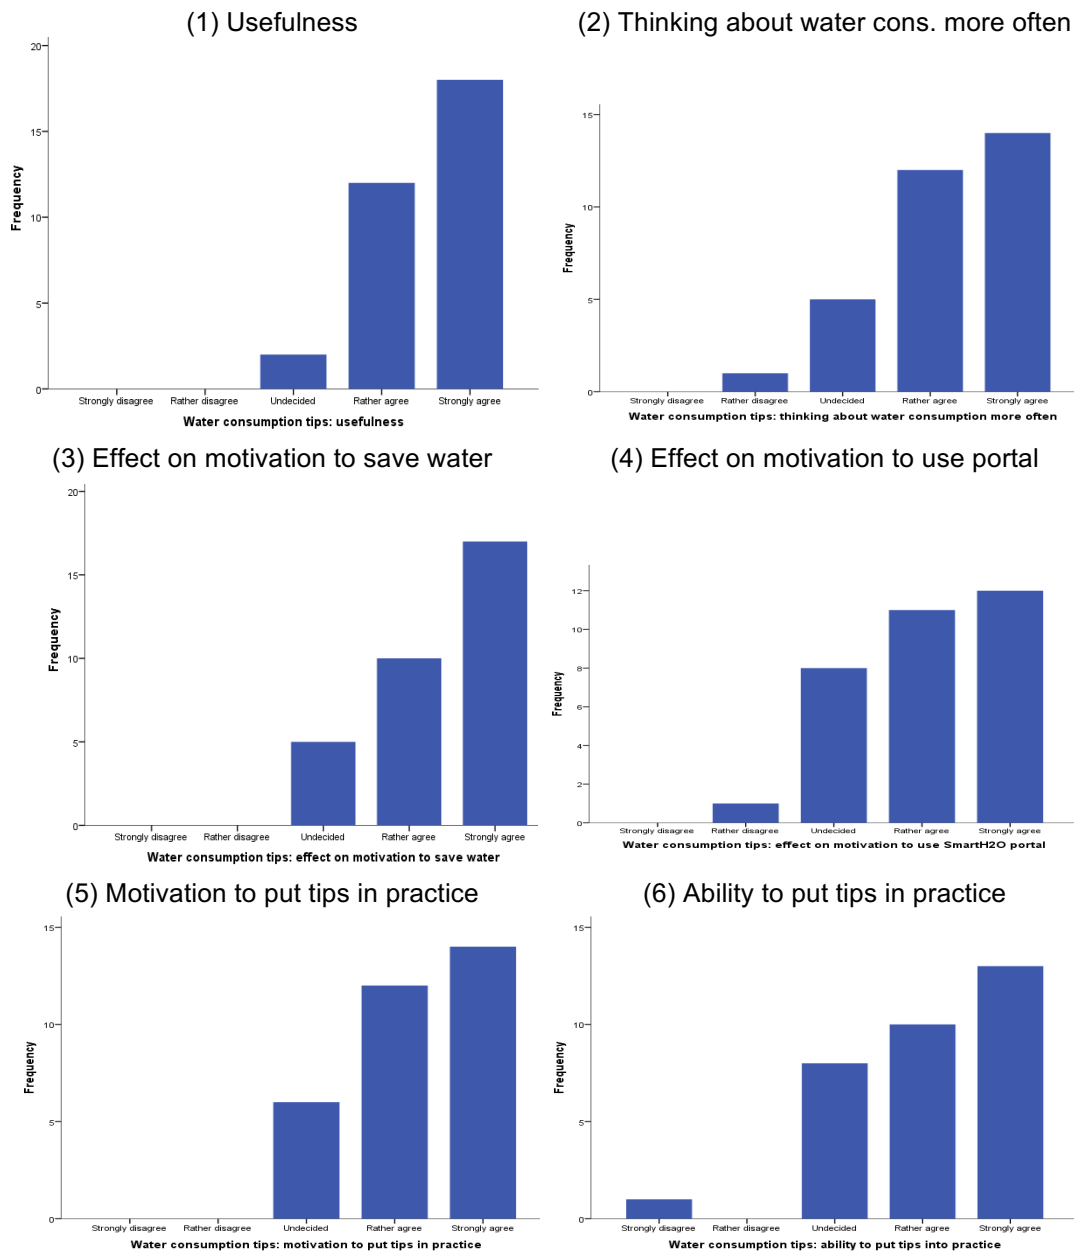 (1) Usefulness
20
15
10
5
0
Frequency
Strongly disagree Rather disagree Undecided Rather agree Strongly agree
Water consumption tips: usefulness
(2) Thinking about water cons. more often
15
10
5
0
Frequency
Strongly disagree Rather disagree Undecided Rather agree Strongly agree
Water consumption tips: thinking about water consumption more often
(3) Effect on motivation to save water
20
15
10
5
0
Frequency
Strongly disagree Rather disagree Undecided Rather agree Strongly agree
Water consumption tips: effect on motivation to save water
(4) Effect on motivation to use portal
12
10
8
6
4
2
0
Frequency
Strongly disagree Rather disagree Undecided Rather agree Strongly agree
Water consumption tips: effect on motivation to use SmartH2O portal
(5) Motivation to put tips in practice
15
10
5
0
Frequency
Strongly disagree Rather disagree Undecided Rather agree Strongly agree
Water consumption tips: motivation to put tips in practice
(6) Ability to put tips in practice
15
10
5
0
Frequency
Strongly disagree Rather disagree Undecided Rather agree Strongly agree
Water consumption tips: ability to put tips into practice